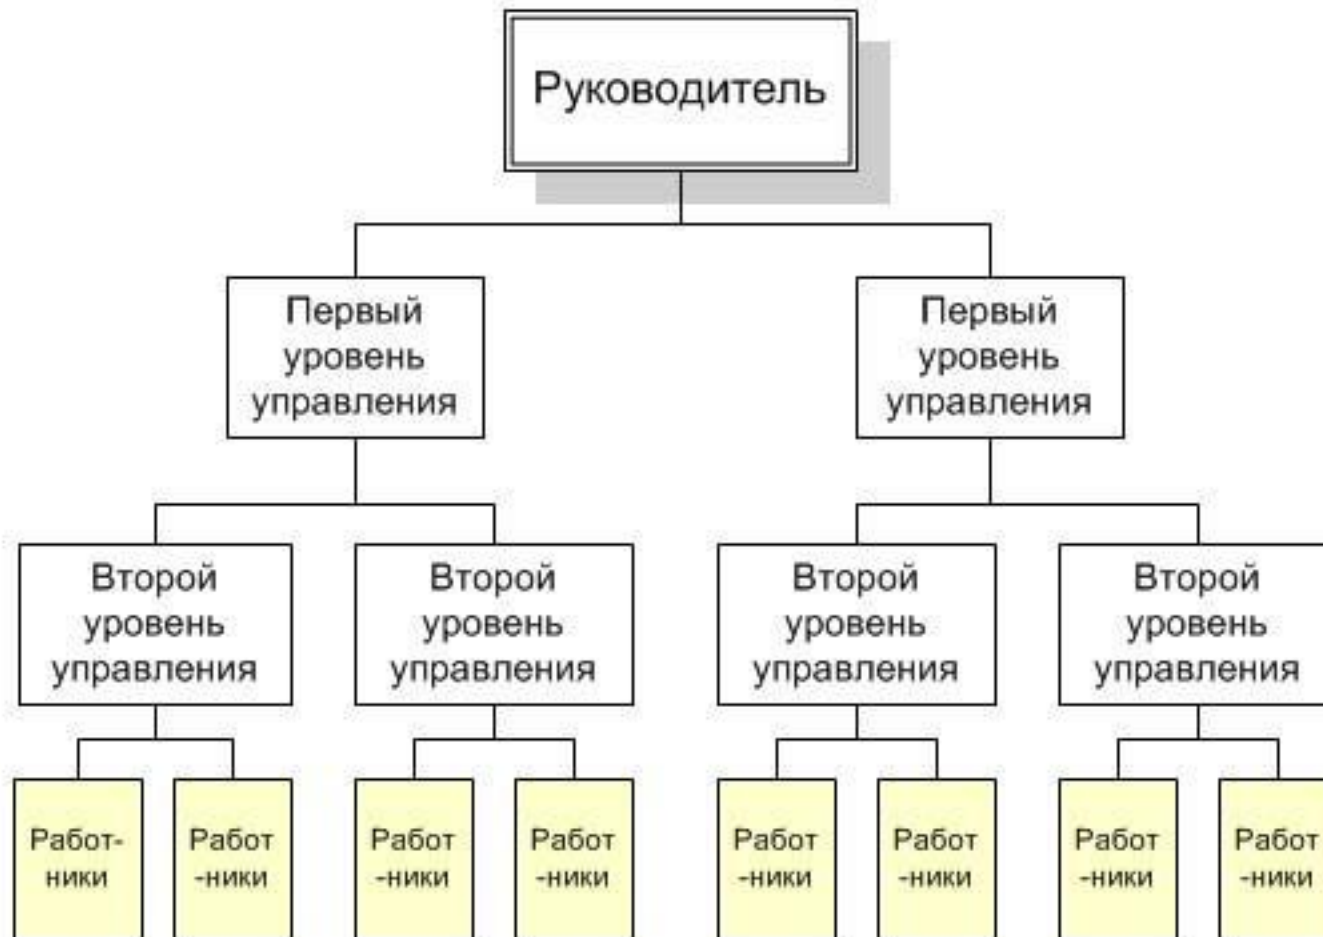 Руководитель
Первый
уровень
управления
Первый
уровень
управления
Второй
уровень
управления
Второй
уровень
управления
Второй
уровень
управления
Второй
уровень
управления
Работ-
ники
Работ
-ники
Работ
-ники
Работ
-ники
Работ
-ники
Работ
-ники
Работ
-ники
Работ
-ники